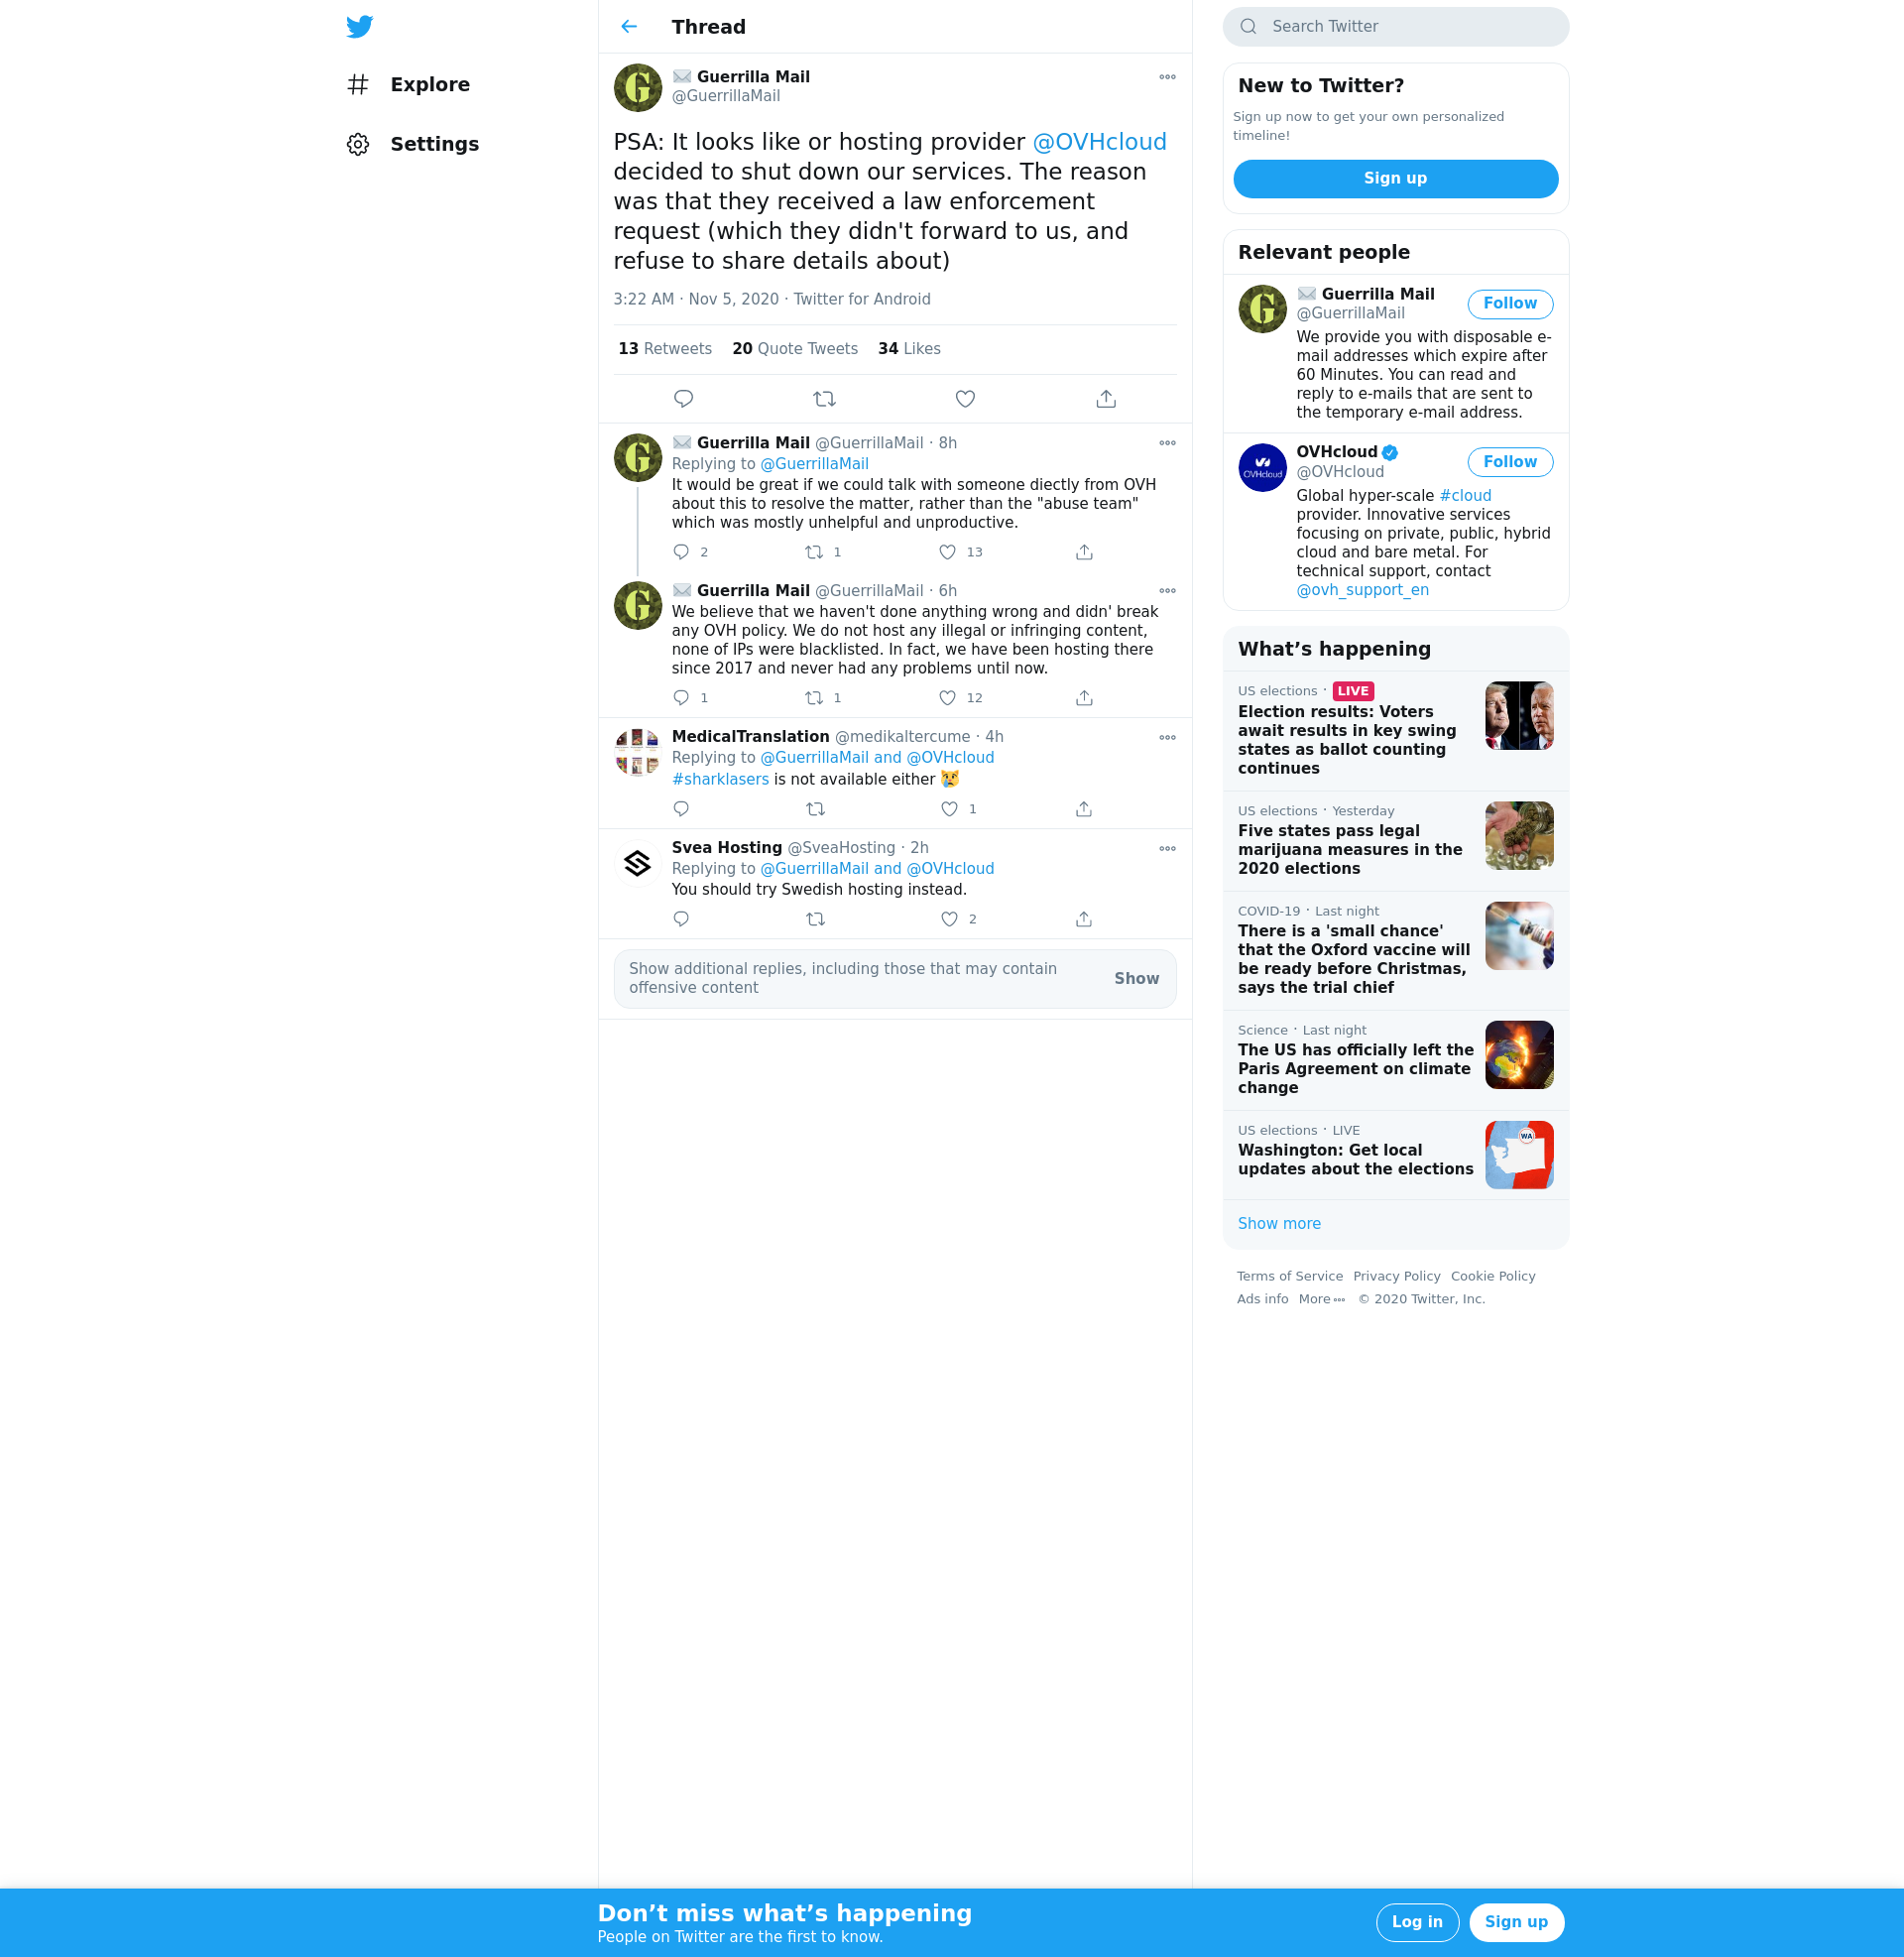 Explore
Settings
Thread
Guerrilla Mail
@GuerrillaMail
PSA: It looks like or hosting provider @OVHcloud
decided to shut down our services. The reason
was that they received a law enforcement
request (which they didn't forward to us, and
refuse to share details about)
3:22 AM · Nov 5, 2020 · Twitter for Android
13 Retweets 20 Quote Tweets 34 Likes
Guerrilla Mail @GuerrillaMail · 8h
Replying to @GuerrillaMail
It would be great if we could talk with someone diectly from OVH
about this to resolve the matter, rather than the "abuse team"
which was mostly unhelpful and unproductive.
2 1 13
Guerrilla Mail @GuerrillaMail · 6h
We believe that we haven't done anything wrong and didn' break
any OVH policy. We do not host any illegal or infringing content,
none of IPs were blacklisted. In fact, we have been hosting there
since 2017 and never had any problems until now.
1 1 12
MedicalTranslation @medikaltercume · 4h
Replying to @GuerrillaMail and @OVHcloud
#sharklasers is not available either 😿
1
Svea Hosting @SveaHosting · 2h
Replying to @GuerrillaMail and @OVHcloud
You should try Swedish hosting instead.
2
Show additional replies, including those that may contain
offensive content
Show
Search Twitter
New to Twitter?
Sign up now to get your own personalized
timeline!
Sign up
Relevant people
Guerrilla Mail
@GuerrillaMail
Follow
We provide you with disposable e-
mail addresses which expire after
60 Minutes. You can read and
reply to e-mails that are sent to
the temporary e-mail address.
OVHcloud
OVHcloud
@OVHcloud
Follow
Global hyper-scale #cloud
provider. Innovative services
focusing on private, public, hybrid
cloud and bare metal. For
technical support, contact
@ovh_support_en
What’s happening
US elections · LIVE
Election results: Voters
await results in key swing
states as ballot counting
continues
US elections · Yesterday
Five states pass legal
marijuana measures in the
2020 elections
COVID-19 · Last night
There is a 'small chance'
that the Oxford vaccine will
be ready before Christmas,
says the trial chief
Science · Last night
The US has officially left the
Paris Agreement on climate
change
US elections · LIVE
Washington: Get local
updates about the elections
WA
Show more
Terms of Service Privacy Policy Cookie Policy
Ads info More © 2020 Twitter, Inc.
Don’t miss what’s happening
People on Twitter are the first to know.
Log in
Sign up